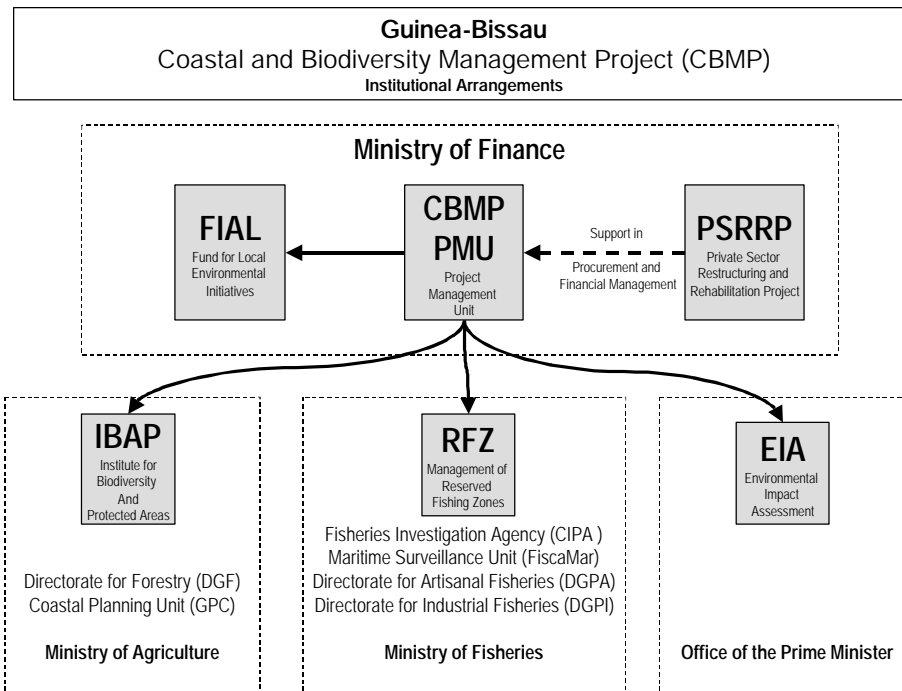 Guinea-Bissau
Coastal and Biodiversity Management Project (CBMP)
Institutional Arrangements
Ministry of Finance
FIAL
Fund for Local
Environmental
Initiatives
CBMP
PMU
Project
Management
Unit
Support in
Procurement and
Financial Management
PSRRP
Private Sector
Restructuring and
Rehabilitation Project
IBAP
Institute for
Biodiversity
And
Protected Areas
Directorate for Forestry (DGF)
Coastal Planning Unit (GPC)
Ministry of Agriculture
RFZ
Management of
Reserved
Fishing Zones
Fisheries Investigation Agency (CIPA )
Maritime Surveillance Unit (FiscaMar)
Directorate for Artisanal Fisheries (DGPA)
Directorate for Industrial Fisheries (DGPI)
Ministry of Fisheries
EIA
Environmental
Impact
Assessment
Office of the Prime Minister